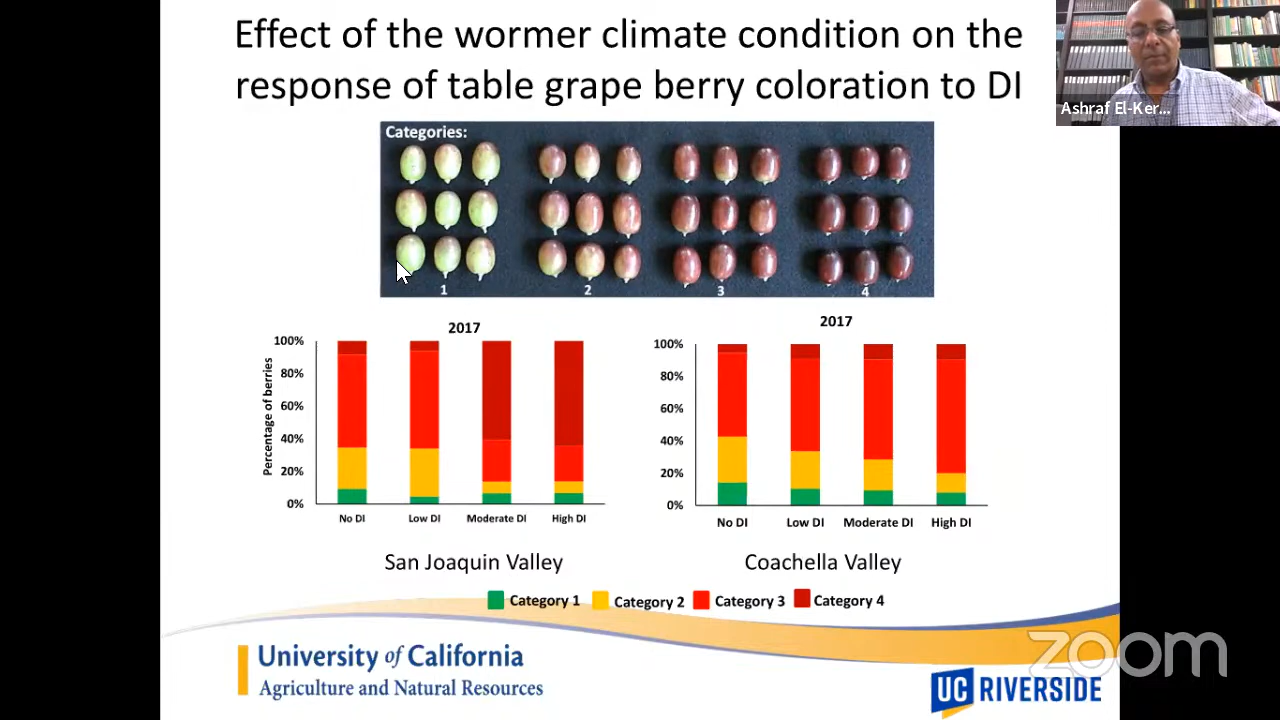 Effect of the wormer climate condition on the
response of table grape berry coloration to DI
Ashraf El-Ker...
Categories:
1 2 3 4
2017
100%
80%
60%
40%
20%
0%
Percentage of berries
No DI Low DI Moderate DI High DI
San Joaquin Valley
2017
100%
80%
60%
40%
20%
0%
No DI Low DI Moderate DI High DI
Coachella Valley
Category 1 Category 2 Category 3 Category 4
University of California
Agriculture and Natural Resources
UC RIVERSIDE
zoom